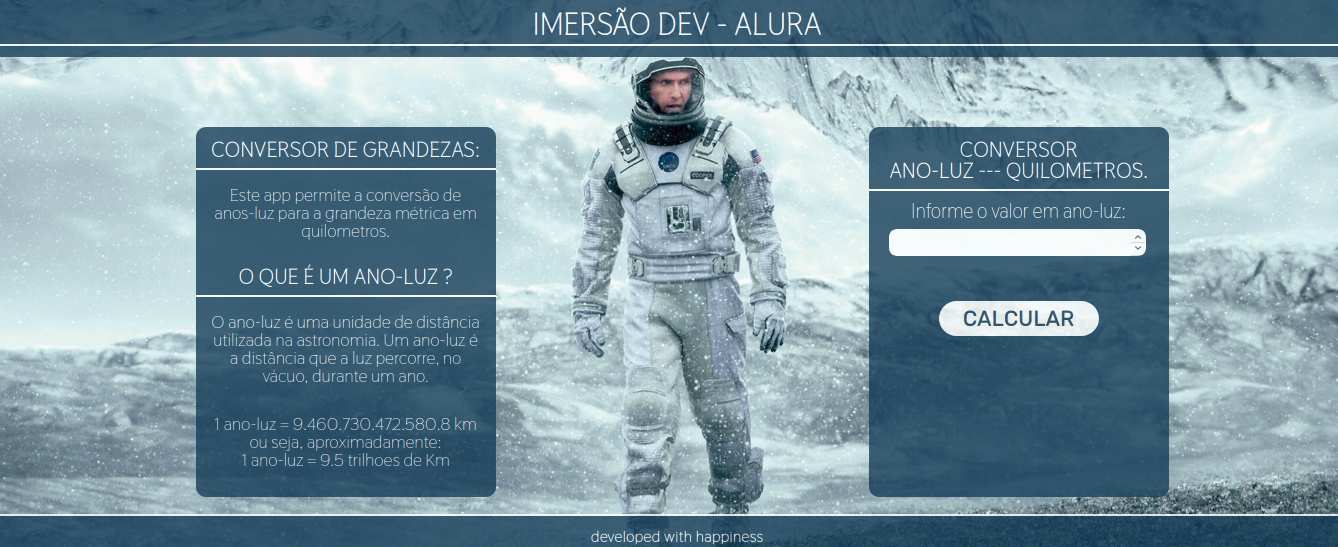 IMERSÃO DEV - ALURA
CONVERSOR DE GRANDEZAS:
Este app permite a conversão de
anos-luz para a grandeza métrica em
quilometros.
O QUE É UM ANO-LUZ ?
O ano-luz é uma unidade de distância
utilizada na astronomia. Um ano-luz é
a distância que a luz percorre, no
vácuo, durante um ano.
1 ano-luz = 9.460.730.472.580.8 km
ou seja, aproximadamente:
1 ano-luz = 9.5 trilhoes de Km
COOPER
CONVERSOR
ANO-LUZ --- QUILOMETROS.
Informe o valor em ano-luz:
CALCULAR
developed with happiness